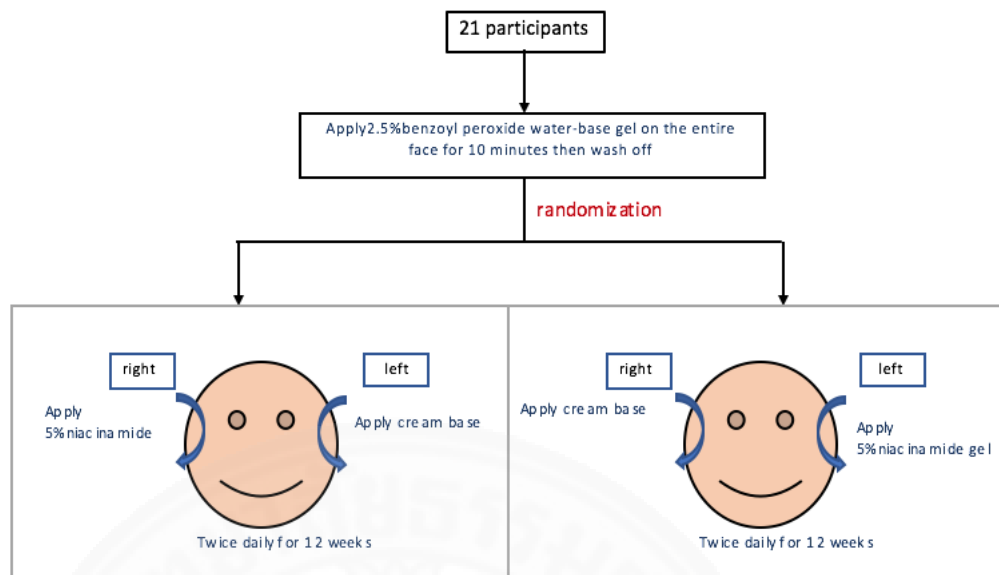 21 participants
Apply2.5%benzoyl peroxide water-base gel on the entire
face for 10 minutes then wash off
randomization
right
left
Apply
5%niacinamide
Apply cream base
Twice daily for 12 weeks
right
left
Apply cream base
Apply
5%niacinamide gel
Twice daily for 12 weeks